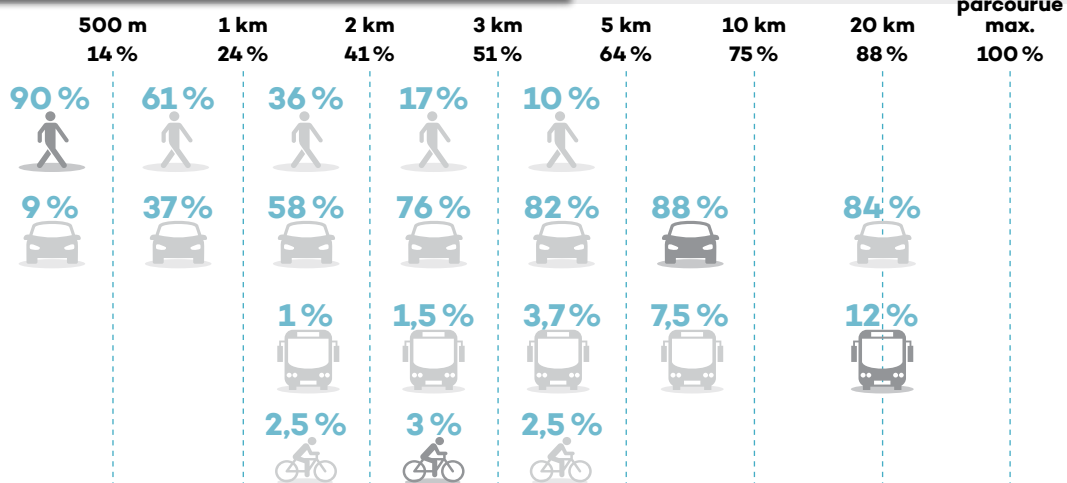 parcourue
500 m 1 km 2 km 3 km 5 km 10 km 20 km max.
14 % 24 % 41 % 51 % 64 % 75 % 88 % 100 %
90 % 61 % 36 % 17 % 10 %
9 % 37 % 58 % 76 % 82 % 88 % 84 %
1 % 1,5 % 3,7 % 7,5 % 12 %
2,5 % 3 % 2,5 %